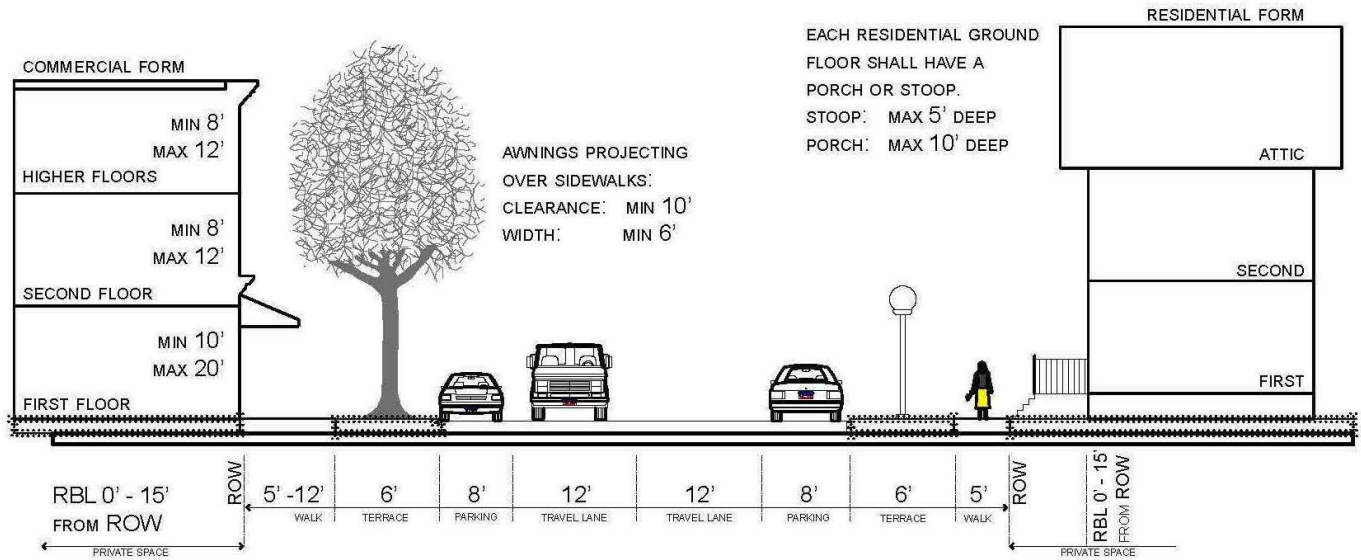 COMMERCIAL FORM
MIN 8'
MAX 12'
HIGHER FLOORS
MIN 8'
MAX 12'
SECOND FLOOR
MIN 10'
MAX 20'
FIRST FLOOR
AWNINGS PROJECTING
OVER SIDEWALKS:
CLEARANCE: MIN 10'
WIDTH: MIN 6'
EACH RESIDENTIAL GROUND
FLOOR SHALL HAVE A
PORCH OR STOOP.
STOOP: MAX 5' DEEP
PORCH: MAX 10' DEEP
RESIDENTIAL FORM
ATTIC
SECOND
FIRST
RBL 0' - 15'
FROM ROW
PRIVATE SPACE
ROW
5' -12'
WALK
6'
TERRACE
8'
PARKING
12'
TRAVEL LANE
12'
TRAVEL LANE
8'
PARKING
6'
TERRACE
5'
WALK
ROW
RBL 0' - 15'
FROM ROW
PRIVATE SPACE